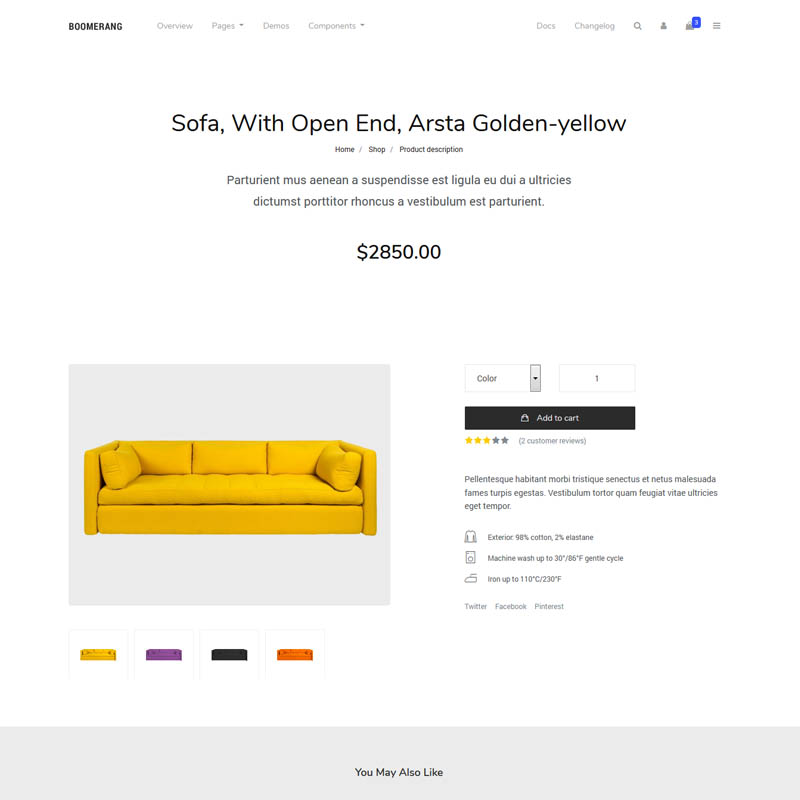 BOOMERANG Overview Pages Demos Components Docs Changelog 3
Sofa, With Open End, Arsta Golden-yellow
Home / Shop / Product description
Parturient mus aenean a suspendisse est ligula eu dui a ultricies
dictumst porttitor rhoncus a vestibulum est parturient.
$2850.00
Color 1
Add to cart
(2 customer reviews)
Pellentesque habitant morbi tristique senectus et netus malesuada
fames turpis egestas. Vestibulum tortor quam feugiat vitae ultricies
eget tempor.
Exterior: 98% cotton, 2% elastane
Machine wash up to 30°/86°F gentle cycle
Iron up to 110°C/230°F
Twitter Facebook Pinterest
You May Also Like